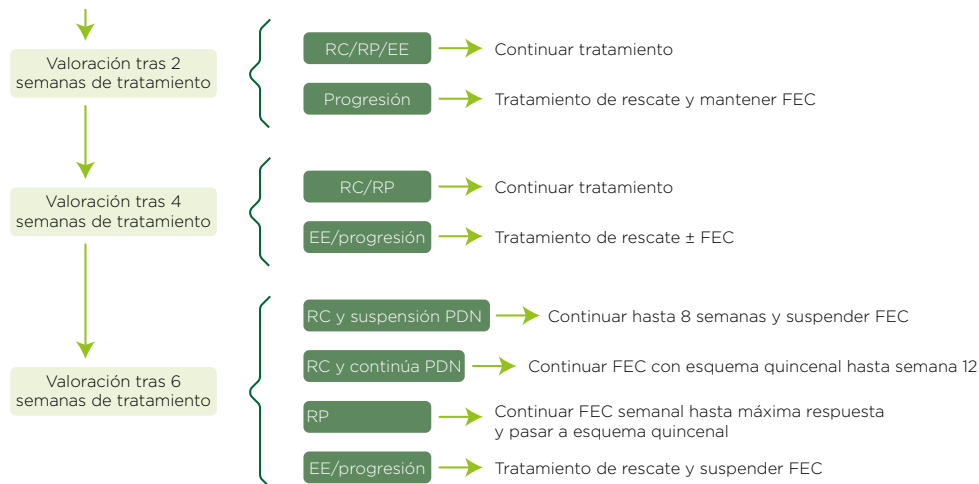 Valoración tras 2
semanas de tratamiento
RC/RP/EE
Continuar tratamiento
Progresión
Tratamiento de rescate y mantener FEC
Valoración tras 4
semanas de tratamiento
RC/RP
Continuar tratamiento
EE/progresión
Tratamiento de rescate ± FEC
Valoración tras 6
semanas de tratamiento
RC y suspensión PDN
Continuar hasta 8 semanas y suspender FEC
RC y continúa PDN
Continuar FEC con esquema quincenal hasta semana 12
RP
Continuar FEC semanal hasta máxima respuesta
y pasar a esquema quincenal
EE/progresión
Tratamiento de rescate y suspender FEC